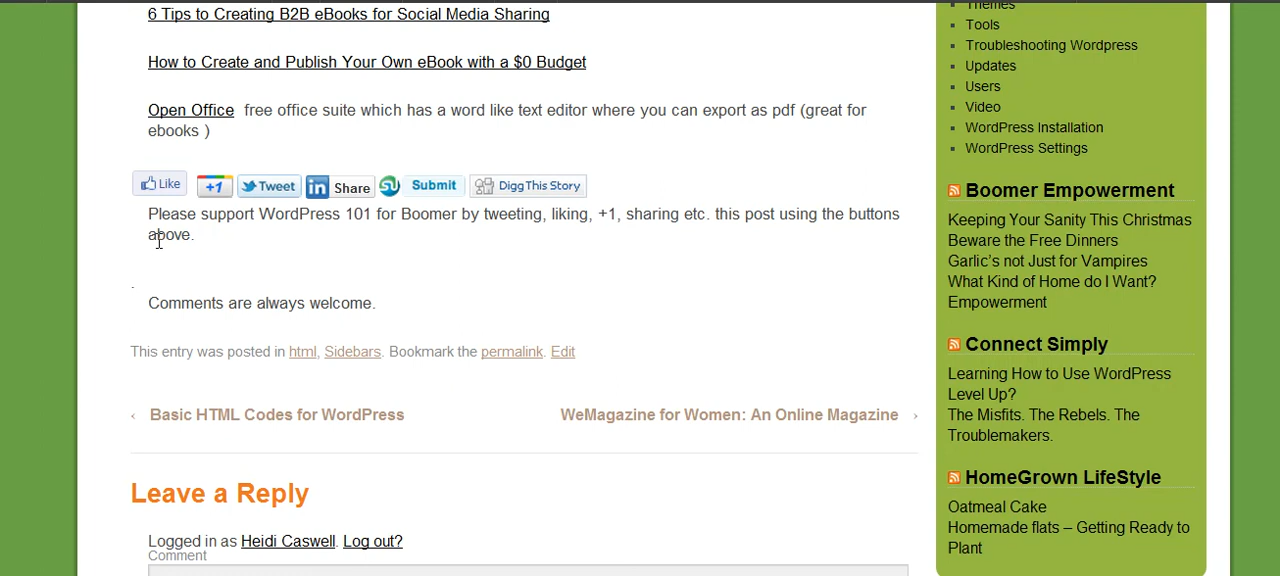 6 Tips to Creating B2B eBooks for Social Media Sharing
How to Create and Publish Your Own eBook with a $0 Budget
Open Office  free office suite which has a word like text editor where you can export as pdf (great for
ebooks )
Like +1 Tweet in Share Submit Digg This Story
Please support WordPress 101 for Boomer by tweeting, liking, +1, sharing etc. this post using the buttons
above.
.
Comments are always welcome.
This entry was posted in html, Sidebars. Bookmark the permalink. Edit
‹ Basic HTML Codes for WordPress
WeMagazine for Women: An Online Magazine ›
Leave a Reply
Logged in as Heidi Caswell. Log out?
Comment
Themes
Tools
Troubleshooting Wordpress
Updates
Users
Video
WordPress Installation
WordPress Settings
Boomer Empowerment
Keeping Your Sanity This Christmas
Beware the Free Dinners
Garlic’s not Just for Vampires
What Kind of Home do I Want?
Empowerment
Connect Simply
Learning How to Use WordPress
Level Up?
The Misfits. The Rebels. The
Troublemakers.
HomeGrown LifeStyle
Oatmeal Cake
Homemade flats – Getting Ready to
Plant